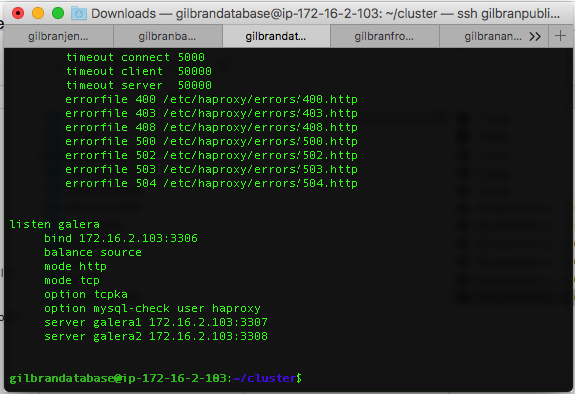 Downloads — gilbrandatabase@ip-172-16-2-103: ~/cluster — ssh gilbranpubli...
gilbranjen... gilbranba... gilbrandat... gilbranfro... gilbranan... >> +
timeout connect 5000
timeout client  50000
timeout server  50000
errorfile 400 /etc/haproxy/errors/400.http
errorfile 403 /etc/haproxy/errors/403.http
errorfile 408 /etc/haproxy/errors/408.http
errorfile 500 /etc/haproxy/errors/500.http
errorfile 502 /etc/haproxy/errors/502.http
errorfile 503 /etc/haproxy/errors/503.http
errorfile 504 /etc/haproxy/errors/504.http
listen galera
bind 172.16.2.103:3306
balance source
mode http
mode tcp
option tcpka
option mysql-check user haproxy
server galera1 172.16.2.103:3307
server galera2 172.16.2.103:3308
gilbrandatabase@ip-172-16-2-103:~/cluster$